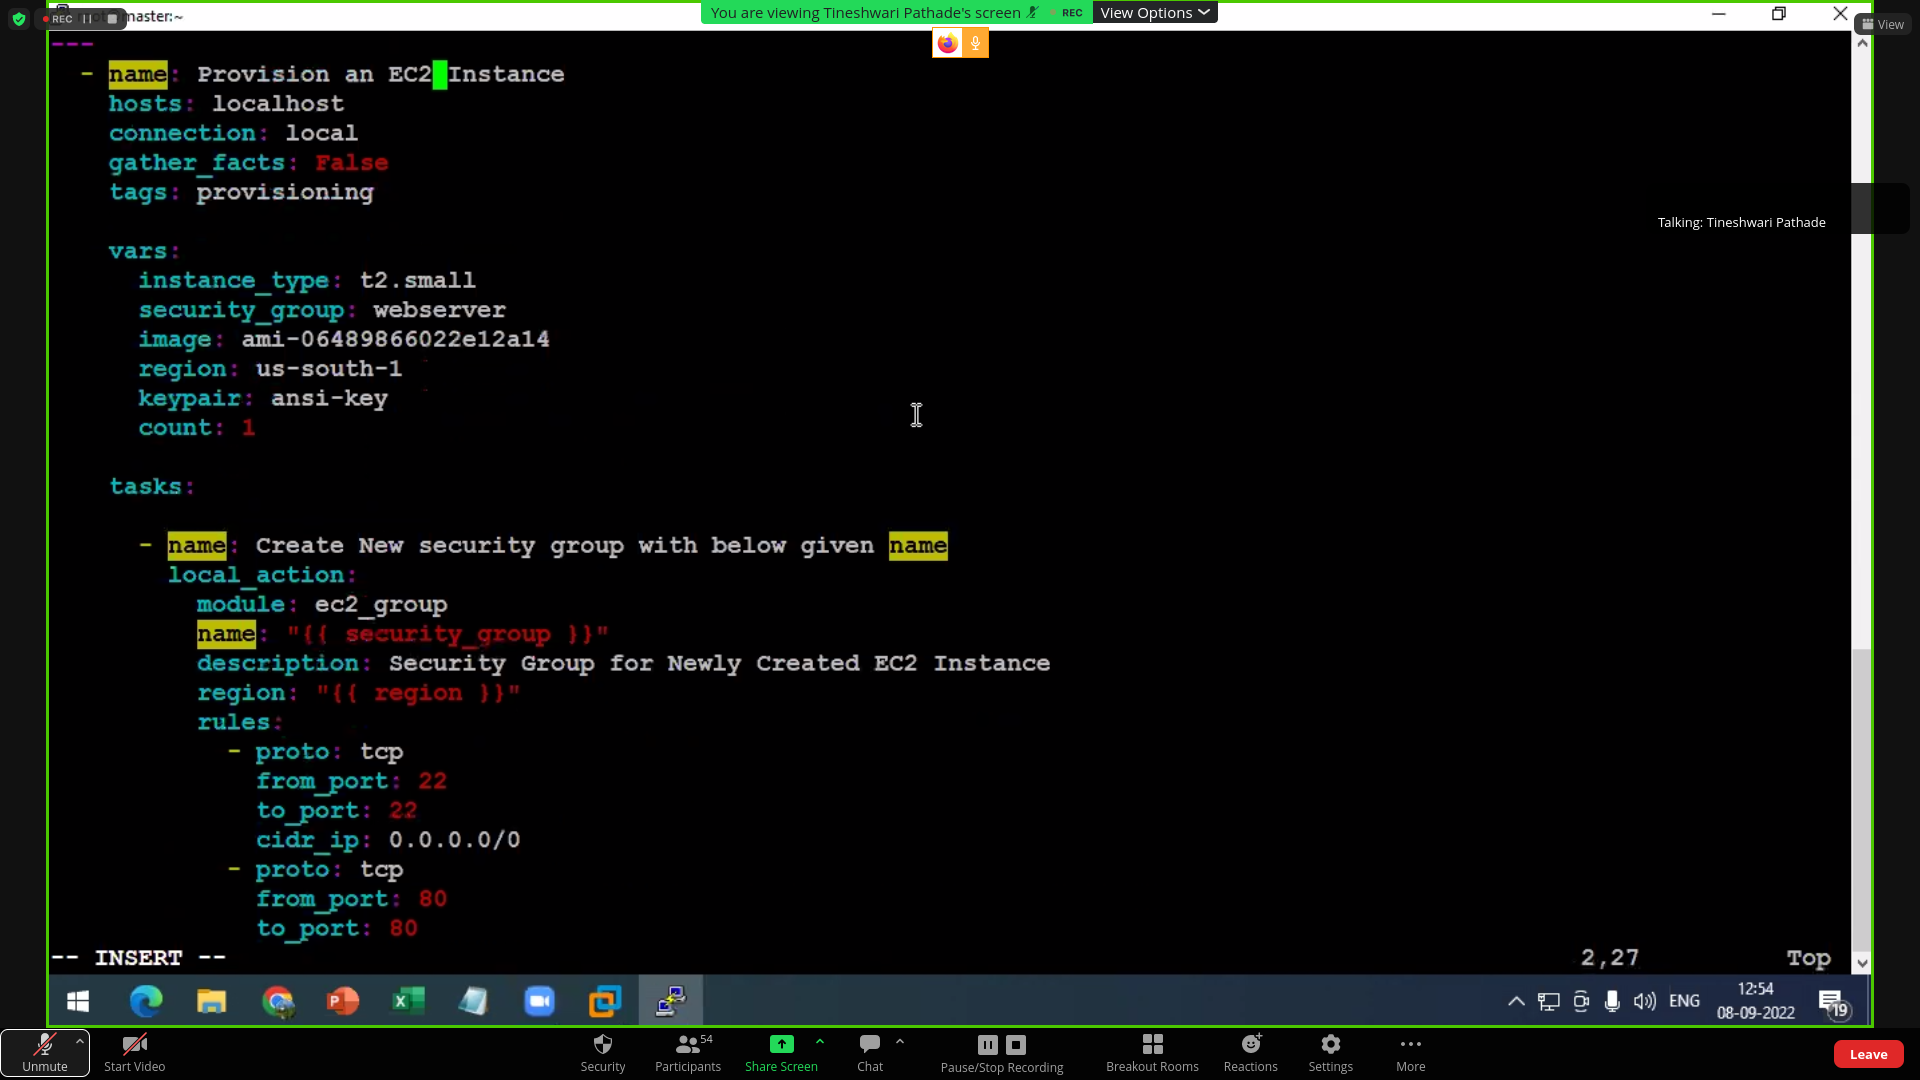 REC
master:~
You are viewing Tineshwari Pathade's screen
REC
View Options
View
---
- name: Provision an EC2 Instance
hosts: localhost
connection: local
gather_facts: False
tags: provisioning
Talking: Tineshwari Pathade
vars:
instance_type: t2.small
security_group: webserver
image: ami-06489866022e12a14
region: us-south-1
keypair: ansi-key
count: 1
tasks:
- name: Create New security group with below given name
local_action:
module: ec2_group
name: "{{ security_group }}"
description: Security Group for Newly Created EC2 Instance
region: "{{ region }}"
rules:
- proto: tcp
from_port: 22
to_port: 22
cidr_ip: 0.0.0.0/0
- proto: tcp
from_port: 80
to_port: 80
-- INSERT --
2,27
Top
ENG
12:54
08-09-2022
19
Unmute
Start Video
Security
Participants
54
Share Screen
Chat
Pause/Stop Recording
Breakout Rooms
Reactions
Settings
More
Leave